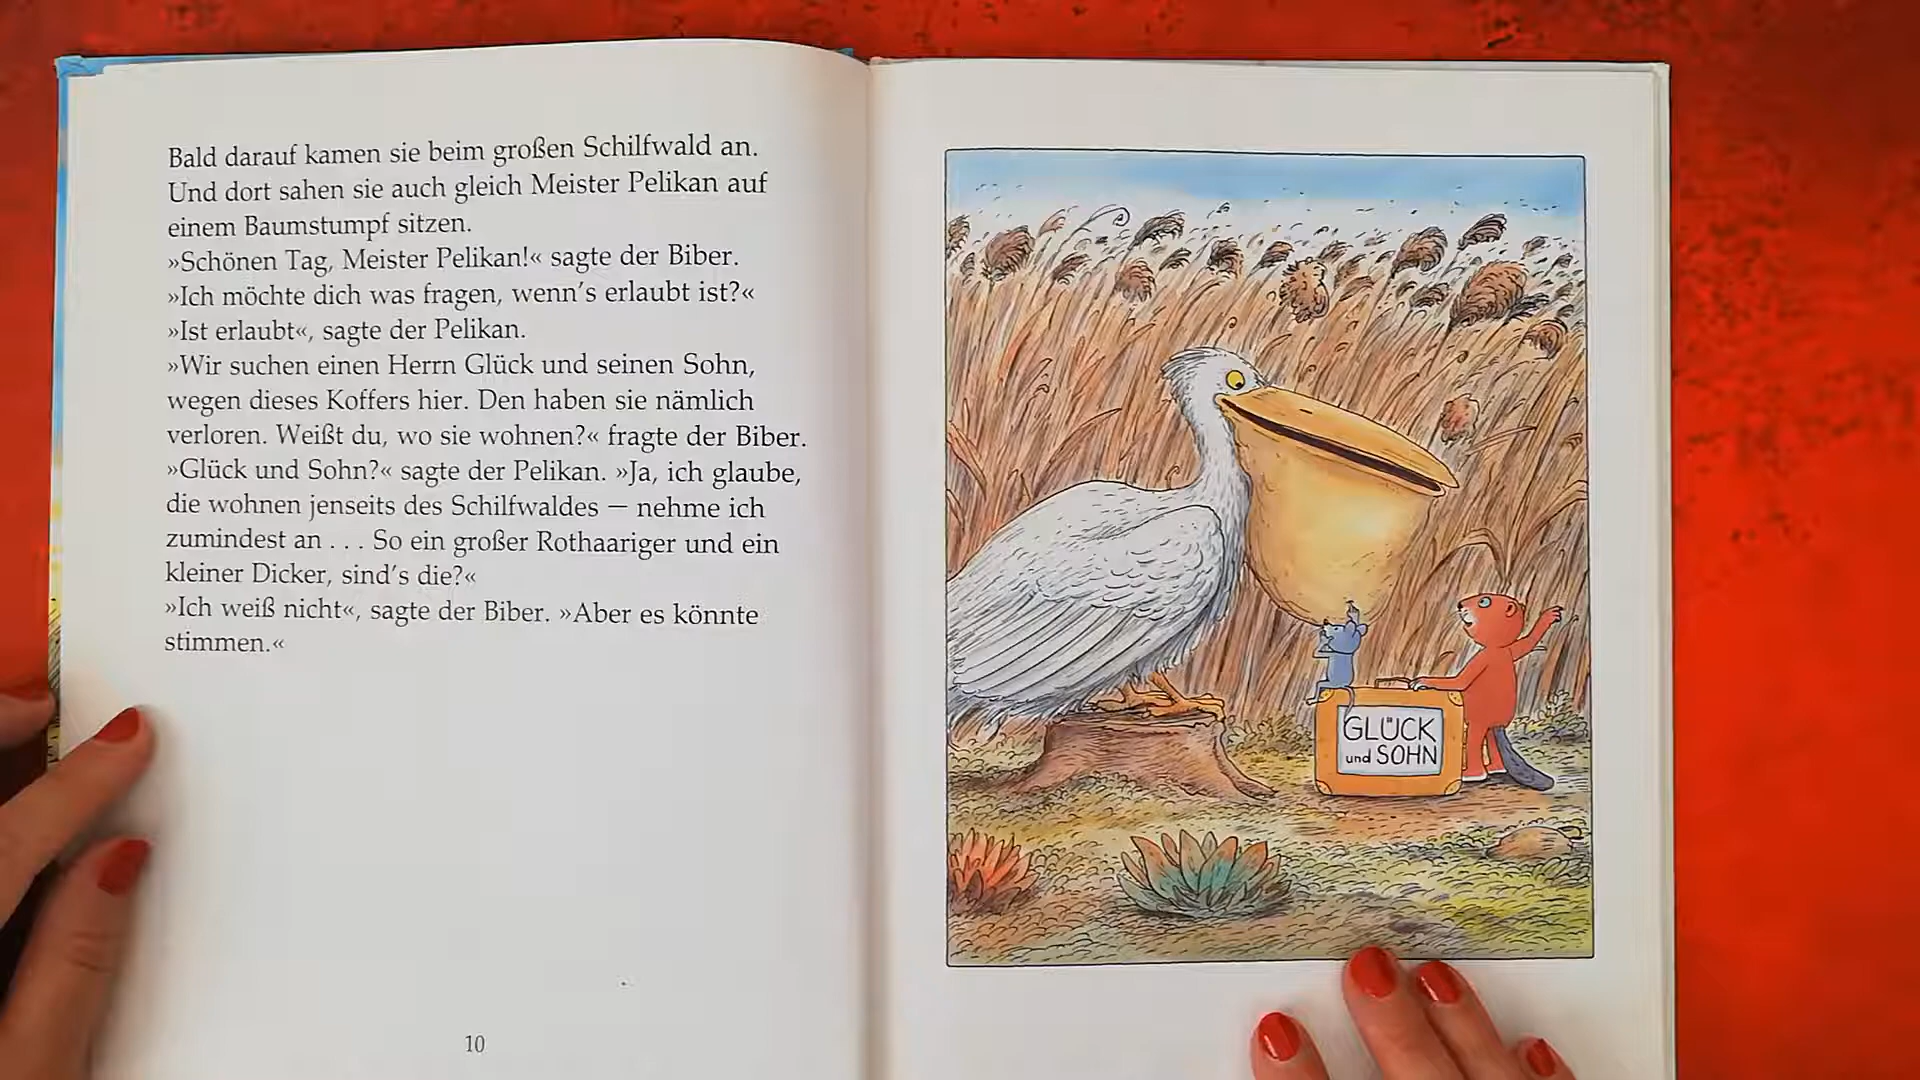 Bald darauf kamen sie beim großen Schilfwald an.
Und dort sahen sie auch gleich Meister Pelikan auf
einem Baumstumpf sitzen.
»Schönen Tag, Meister Pelikan!« sagte der Biber.
»Ich möchte dich was fragen, wenn’s erlaubt ist?«
»Ist erlaubt«, sagte der Pelikan.
»Wir suchen einen Herrn Glück und seinen Sohn,
wegen dieses Koffers hier. Den haben sie nämlich
verloren. Weißt du, wo sie wohnen?« fragte der Biber.
»Glück und Sohn?« sagte der Pelikan. »Ja, ich glaube,
die wohnen jenseits des Schilfwaldes — nehme ich
zumindest an . . . So ein großer Rothaariger und ein
kleiner Dicker, sind’s die?«
»Ich weiß nicht«, sagte der Biber. »Aber es könnte
stimmen.«
10
GLÜCK
und SOHN